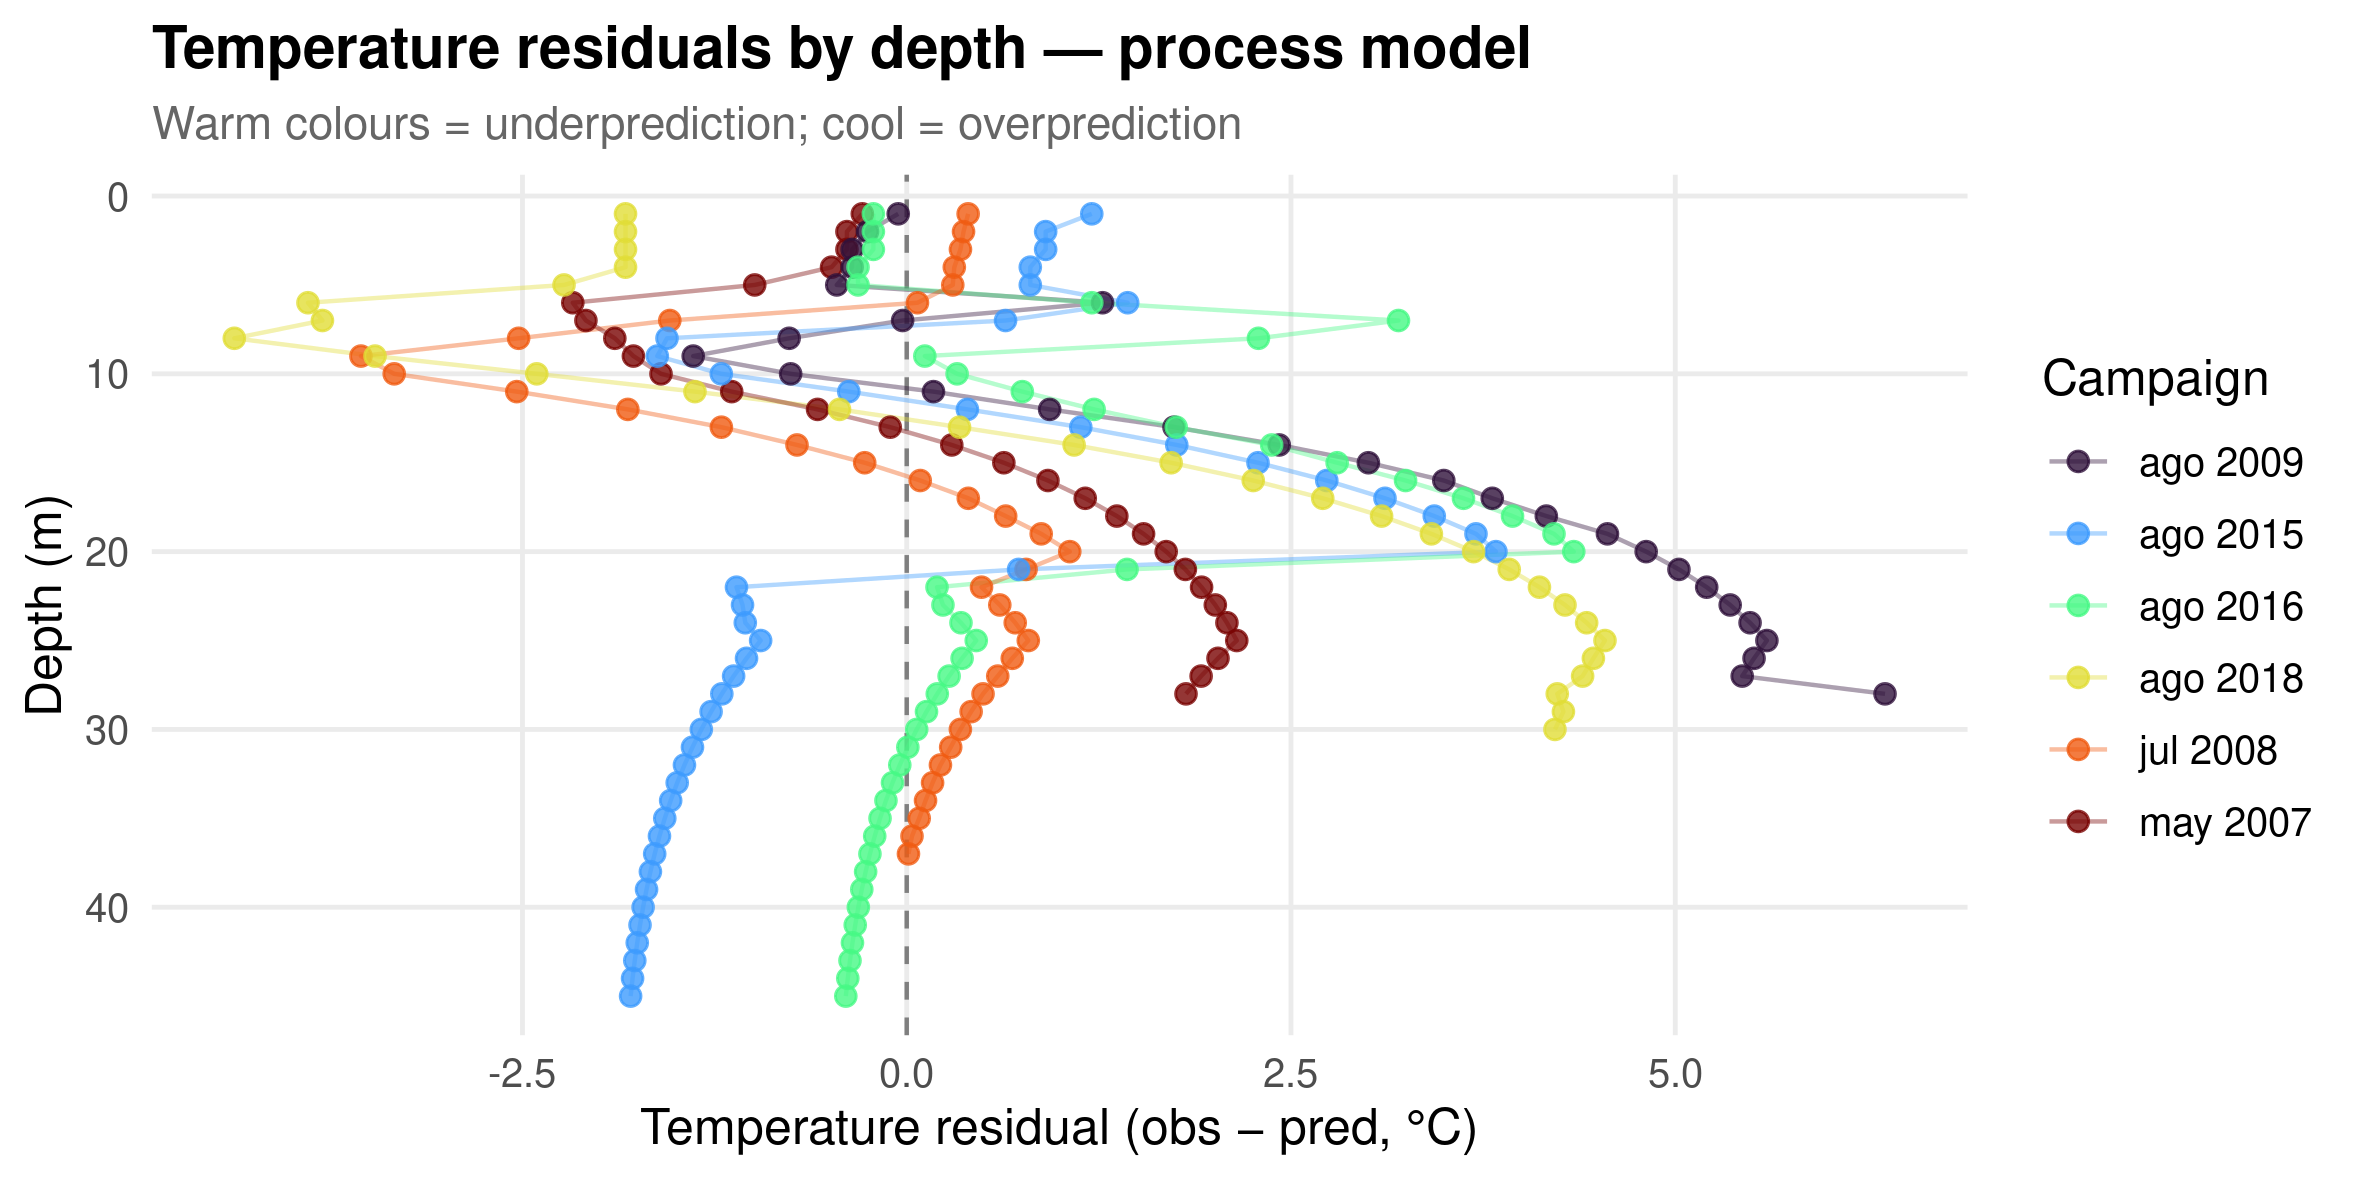 Temperature residuals by depth — process model
Warm colours = underprediction; cool = overprediction
0
10
20
30
40
Depth (m)
-2.5
0.0
2.5
5.0
Temperature residual (obs − pred, °C)
Campaign
ago 2009
ago 2015
ago 2016
ago 2018
jul 2008
may 2007